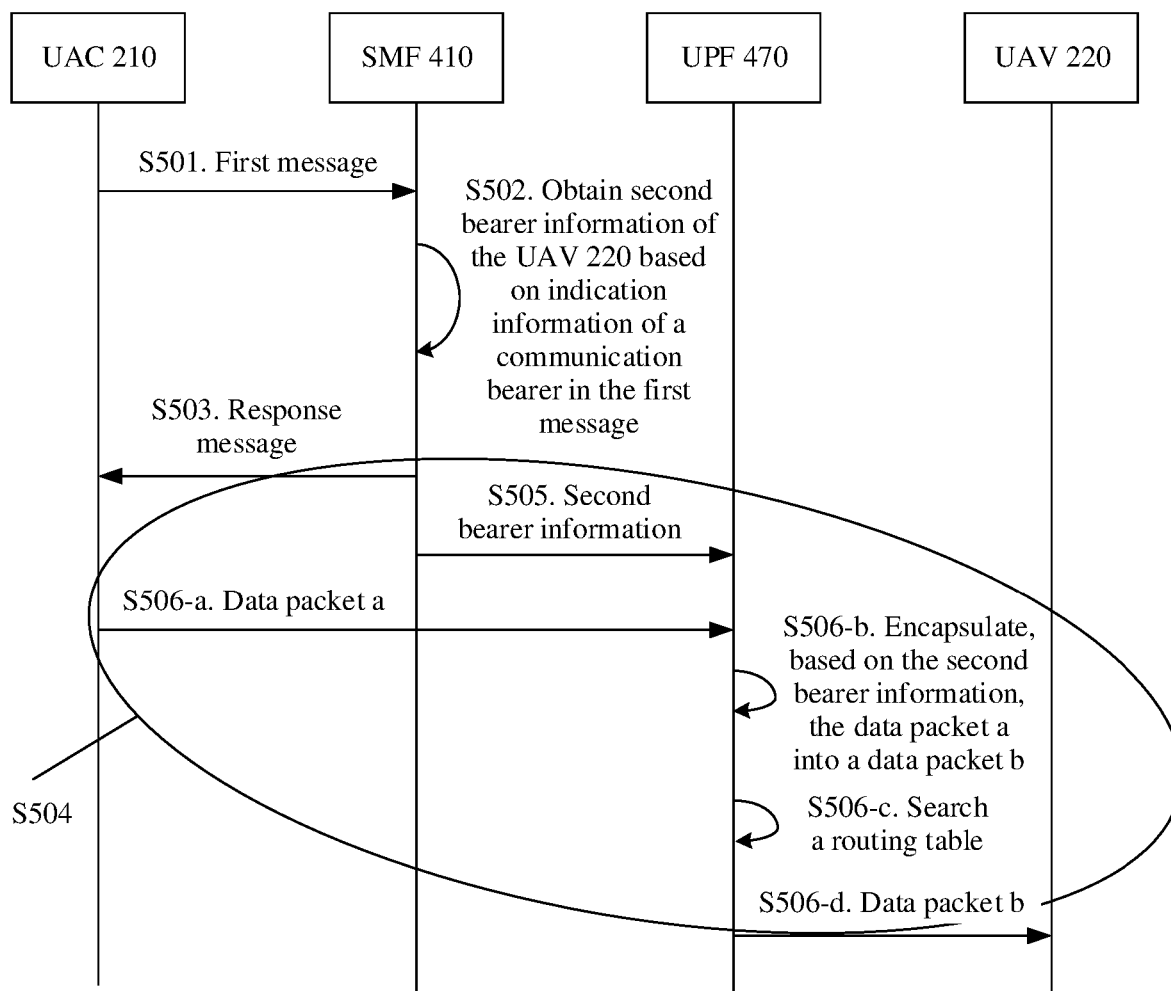 UAC 210
SMF 410
UPF 470
UAV 220
S501. First message
S502. Obtain second
bearer information of
the UAV 220 based
on indication
information of a
communication
bearer in the first
message
S503. Response
message
S505. Second
bearer information
S506-a. Data packet a
S506-b. Encapsulate,
based on the second
bearer information,
the data packet a
into a data packet b
S504
S506-c. Search
a routing table
S506-d. Data packet b